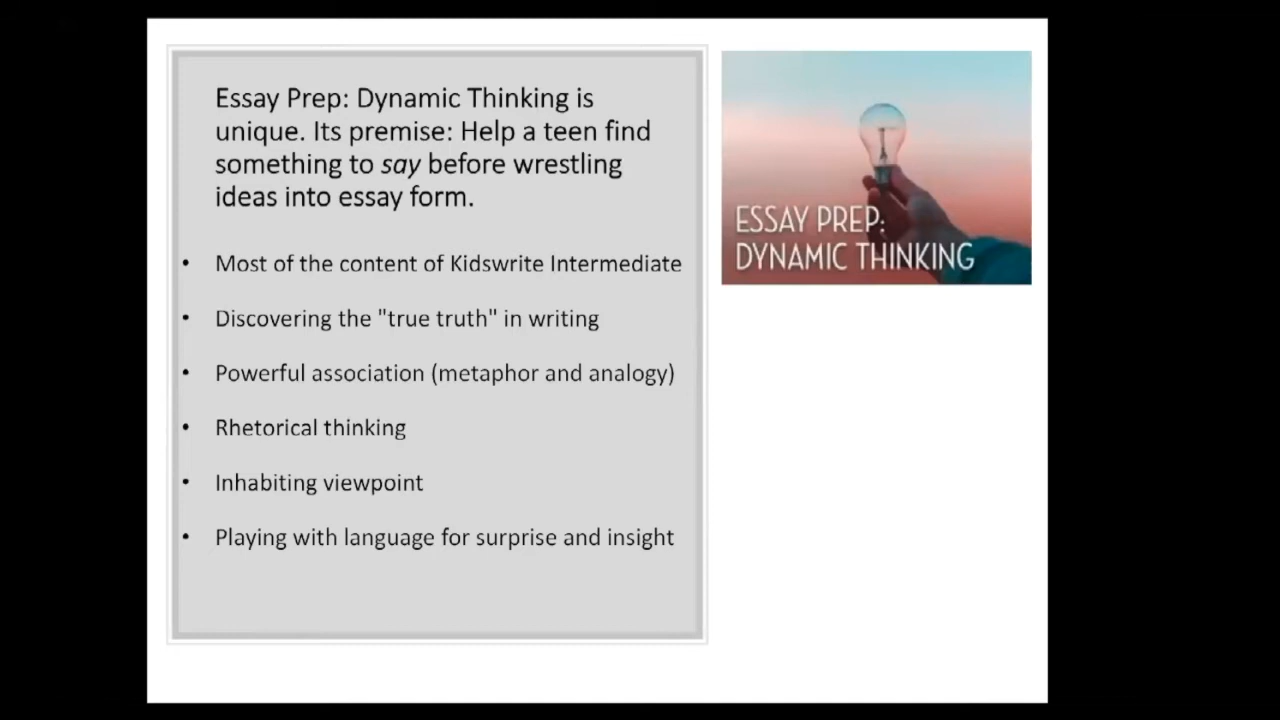 Essay Prep: Dynamic Thinking is
unique. Its premise: Help a teen find
something to say before wrestling
ideas into essay form.
• Most of the content of Kidswrite Intermediate
• Discovering the "true truth" in writing
• Powerful association (metaphor and analogy)
• Rhetorical thinking
• Inhabiting viewpoint
• Playing with language for surprise and insight
ESSAY PREP:
DYNAMIC THINKING